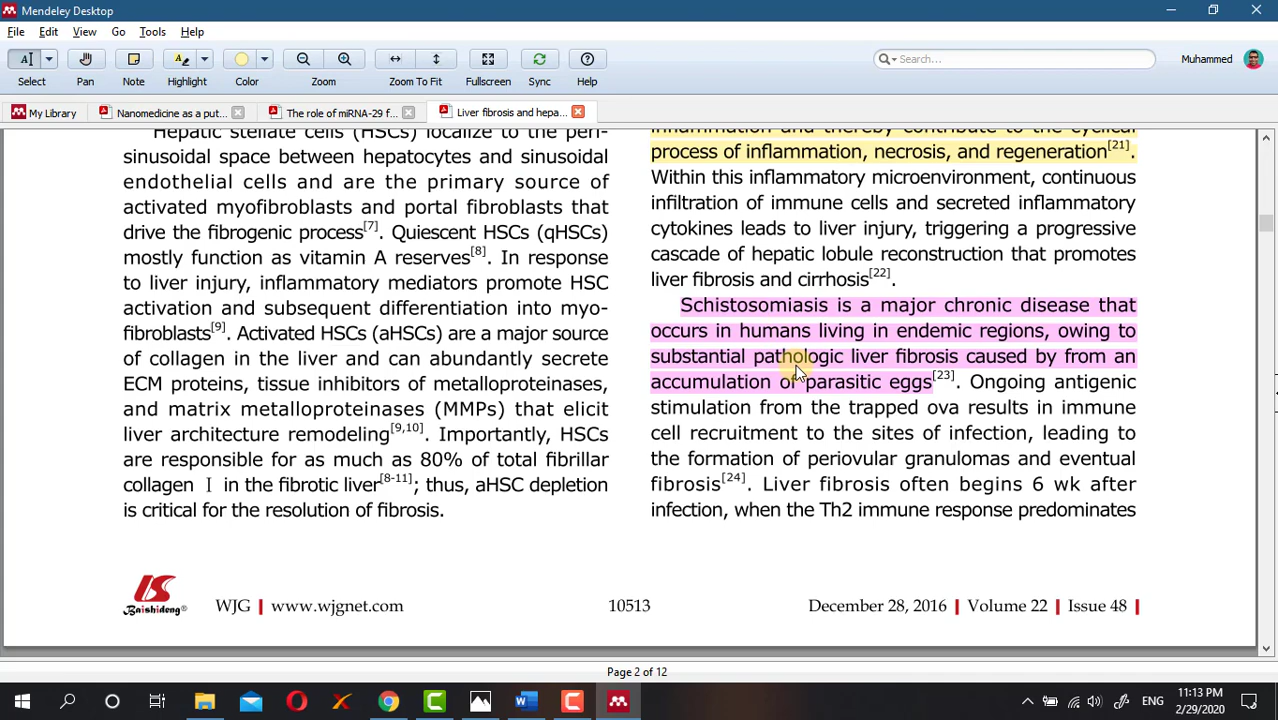 Mendeley Desktop
File Edit View Go Tools Help
Select Pan Note Highlight Color Zoom Zoom To Fit Fullscreen Sync Help
Search...
Muhammed
My Library
Nanomedicine as a put...
The role of miRNA-29 f...
Liver fibrosis and hepa...
Hepatic stellate cells (HSCs) localize to the peri-
sinusoidal space between hepatocytes and sinusoidal
endothelial cells and are the primary source of
activated myofibroblasts and portal fibroblasts that
drive the fibrogenic process[7]. Quiescent HSCs (qHSCs)
mostly function as vitamin A reserves[8]. In response
to liver injury, inflammatory mediators promote HSC
activation and subsequent differentiation into myo-
fibroblasts[9]. Activated HSCs (aHSCs) are a major source
of collagen in the liver and can abundantly secrete
ECM proteins, tissue inhibitors of metalloproteinases,
and matrix metalloproteinases (MMPs) that elicit
liver architecture remodeling[9,10]. Importantly, HSCs
are responsible for as much as 80% of total fibrillar
collagen Ⅰ in the fibrotic liver[8-11]; thus, aHSC depletion
is critical for the resolution of fibrosis.
inflammation and thereby contribute to the cyclical
process of inflammation, necrosis, and regeneration[21].
Within this inflammatory microenvironment, continuous
infiltration of immune cells and secreted inflammatory
cytokines leads to liver injury, triggering a progressive
cascade of hepatic lobule reconstruction that promotes
liver fibrosis and cirrhosis[22].
Schistosomiasis is a major chronic disease that
occurs in humans living in endemic regions, owing to
substantial pathologic liver fibrosis caused by from an
accumulation of parasitic eggs[23]. Ongoing antigenic
stimulation from the trapped ova results in immune
cell recruitment to the sites of infection, leading to
the formation of periovular granulomas and eventual
fibrosis[24]. Liver fibrosis often begins 6 wk after
infection, when the Th2 immune response predominates
Baishideng®
WJG | www.wjgnet.com
10513
December 28, 2016 | Volume 22 | Issue 48 |
Page 2 of 12
ENG
11:13 PM
2/29/2020